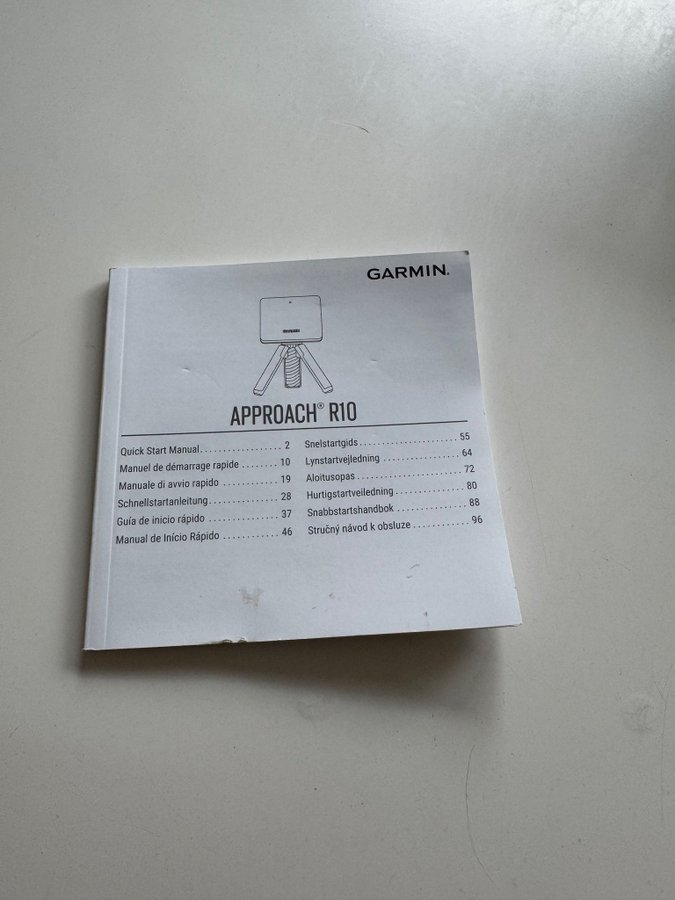 GARMIN.
APPROACH® R10
Quick Start Manual................. 2
Manuel de démarrage rapide ........ 10
Manuale di avvio rapido ............. 19
Schnellstartanleitung............... 28
Guía de inicio rápido ............... 37
Manual de Início Rápido ............ 46
Snelstartgids....................... 55
Lynstartvejledning ................. 64
Aloitusopas ........................ 72
Hurtigstartveiledning............... 80
Snabbstartshandbok ............... 88
Stručný návod k obsluze ............ 96